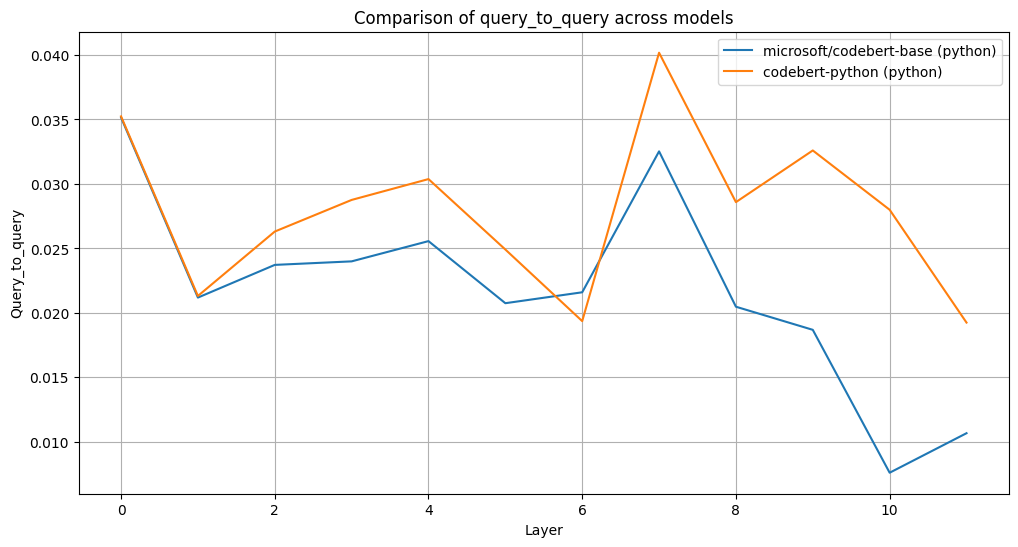 Comparison of query_to_query across models
microsoft/codebert-base (python)
codebert-python (python)
Query_to_query
0.040
0.035
0.030
0.025
0.020
0.015
0.010
0 2 4 6 8 10
Layer